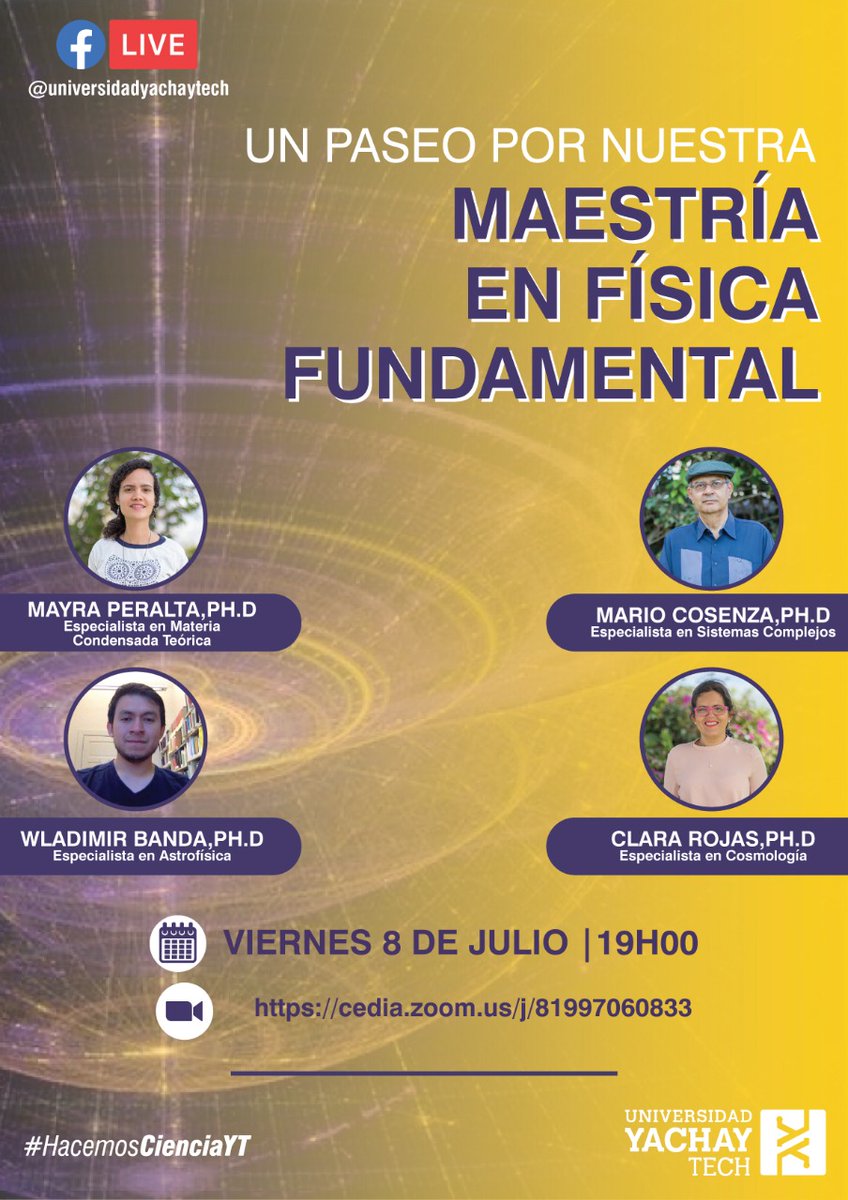 f LIVE
@universidadyachaytech
UN PASEO POR NUESTRA
MAESTRÍA
EN FÍSICA
FUNDAMENTAL
MAYRA PERALTA,PH.D
Especialista en Materia
Condensada Teórica
MARIO COSENZA,PH.D
Especialista en Sistemas Complejos
WLADIMIR BANDA,PH.D
Especialista en Astrofísica
CLARA ROJAS,PH.D
Especialista en Cosmología
VIERNES 8 DE JULIO |19H00
https://cedia.zoom.us/j/81997060833
#HacemosCienciaYT
UNIVERSIDAD
YACHAY
TECH